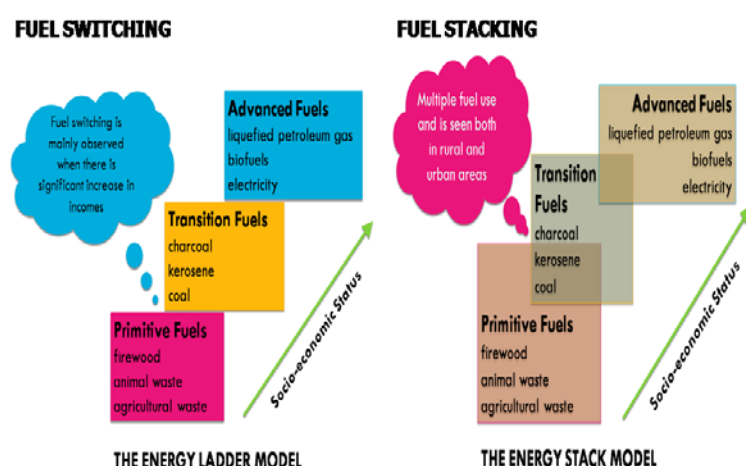 FUEL SWITCHING
Fuel switching is
mainly observed
when there is
significant increase in
incomes
Advanced Fuels
liquefied petroleum gas
biofuels
electricity
Transition Fuels
charcoal
kerosene
coal
Primitive Fuels
firewood
animal waste
agricultural waste
Socio-economic Status
THE ENERGY LADDER MODEL
FUEL STACKING
Multiple fuel use
and is seen both
in rural and
urban areas
Advanced Fuels
liquefied petroleum gas
biofuels
electricity
Transition
Fuels
charcoal
kerosene
coal
Primitive Fuels
firewood
animal waste
agricultural waste
Socio-economic Status
THE ENERGY STACK MODEL